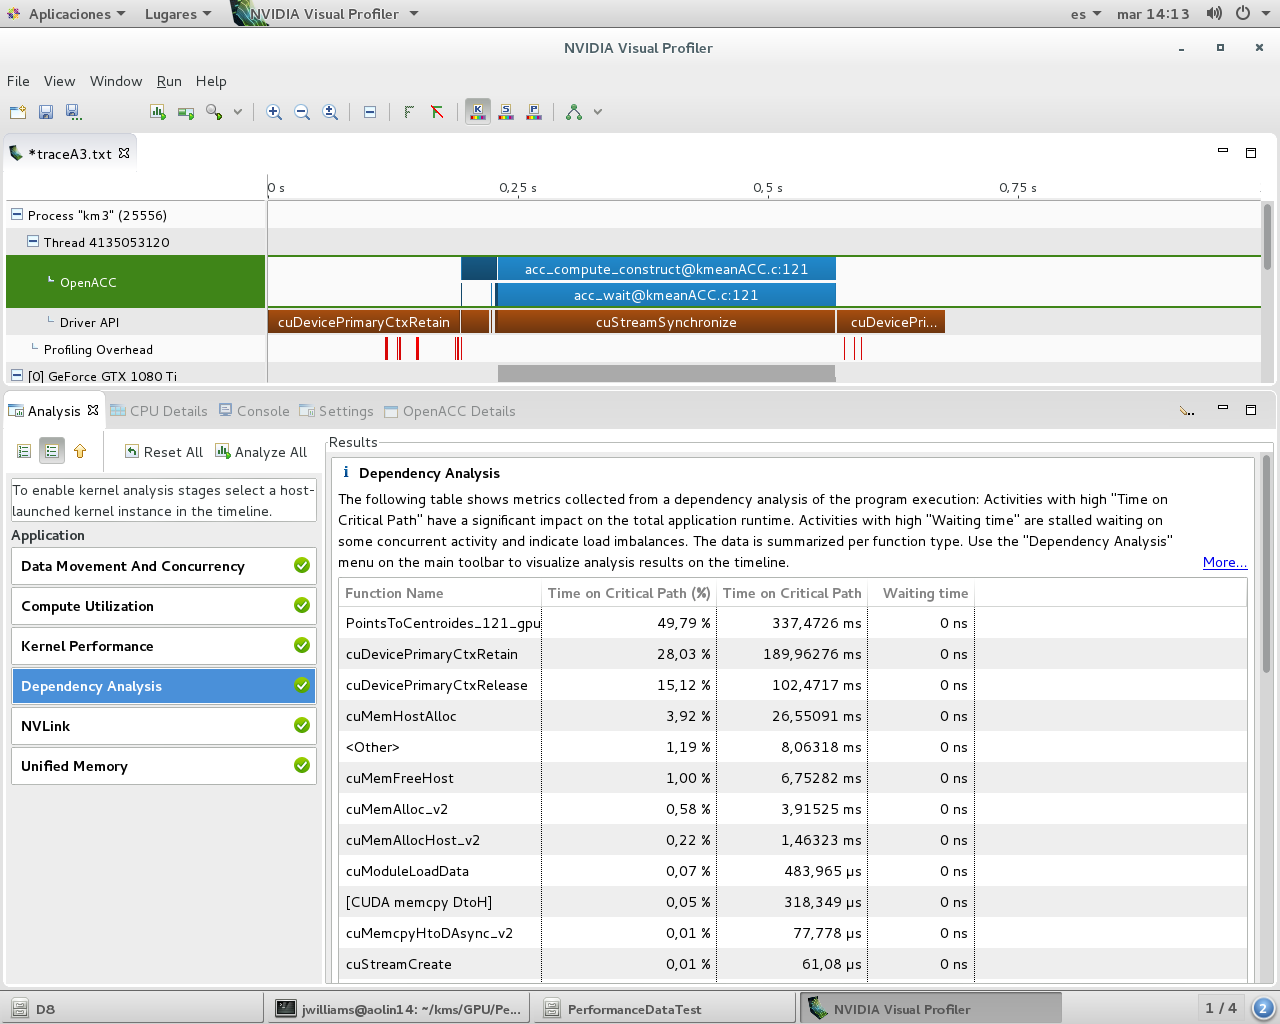 Aplicaciones Lugares NVIDIA Visual Profiler es mar 14:13
NVIDIA Visual Profiler
File View Window Run Help
*traceA3.txt
0 s 0,25 s 0,5 s 0,75 s
Process "km3" (25556)
Thread 4135053120
OpenACC
acc_compute_construct@kmeanACC.c:121
acc_wait@kmeanACC.c:121
Driver API cuDevicePrimaryCtxRetain cuStreamSynchronize cuDevicePri...
Profiling Overhead
[0] GeForce GTX 1080 Ti
Analysis CPU Details Console Settings OpenACC Details
Reset All Analyze All
To enable kernel analysis stages select a host-
launched kernel instance in the timeline.
Application
Data Movement And Concurrency
Compute Utilization
Kernel Performance
Dependency Analysis
NVLink
Unified Memory
Results
Dependency Analysis
The following table shows metrics collected from a dependency analysis of the program execution: Activities with high "Time on
Critical Path" have a significant impact on the total application runtime. Activities with high "Waiting time" are stalled waiting on
some concurrent activity and indicate load imbalances. The data is summarized per function type. Use the "Dependency Analysis"
menu on the main toolbar to visualize analysis results on the timeline. More...
Function Name Time on Critical Path (%) Time on Critical Path Waiting time
PointsToCentroides_121_gpu 49,79 % 337,4726 ms 0 ns
cuDevicePrimaryCtxRetain 28,03 % 189,96276 ms 0 ns
cuDevicePrimaryCtxRelease 15,12 % 102,4717 ms 0 ns
cuMemHostAlloc 3,92 % 26,55091 ms 0 ns
<Other> 1,19 % 8,06318 ms 0 ns
cuMemFreeHost 1,00 % 6,75282 ms 0 ns
cuMemAlloc_v2 0,58 % 3,91525 ms 0 ns
cuMemAllocHost_v2 0,22 % 1,46323 ms 0 ns
cuModuleLoadData 0,07 % 483,965 µs 0 ns
[CUDA memcpy DtoH] 0,05 % 318,349 µs 0 ns
cuMemcpyHtoDAsync_v2 0,01 % 77,778 µs 0 ns
cuStreamCreate 0,01 % 61,08 µs 0 ns
D8 jwilliams@aolin14: ~/kms/GPU/Pe... PerformanceDataTest NVIDIA Visual Profiler 1 / 4 2